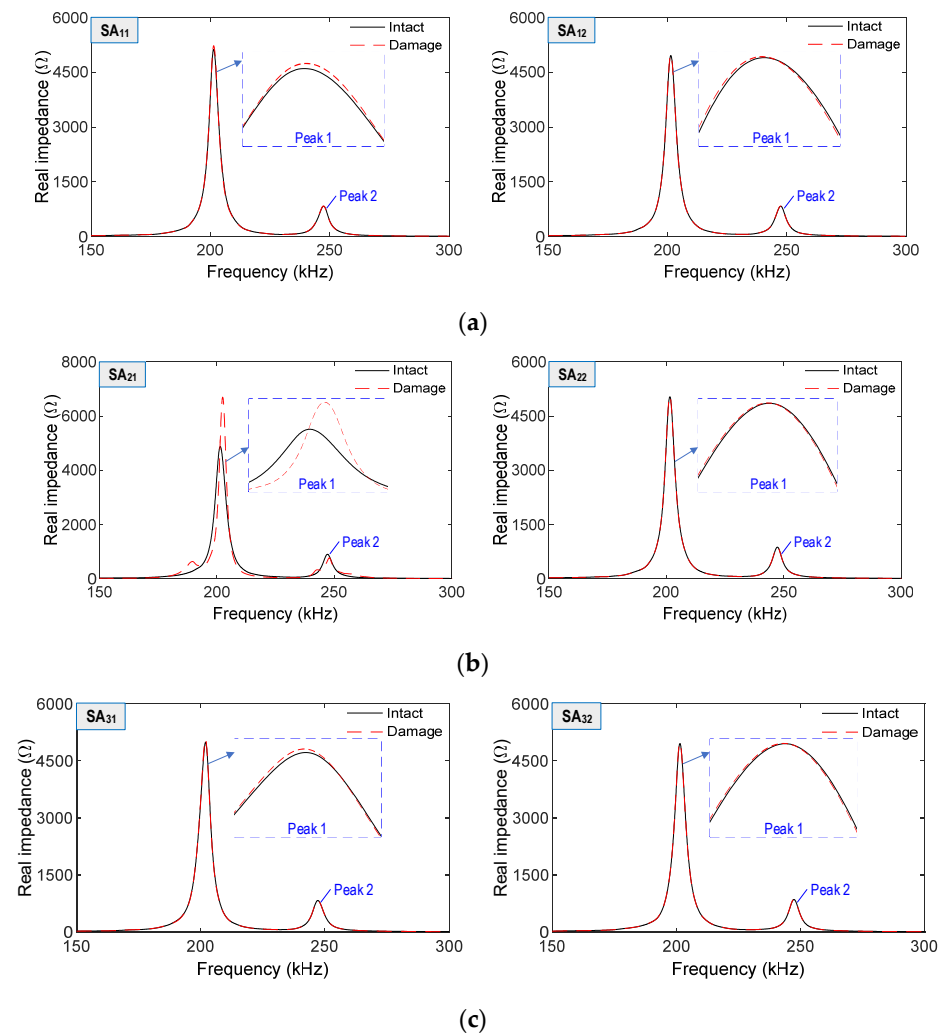 SA11
Intact
Damage
Peak 1
Peak 2
Real impedance (Ω)
6000
4500
3000
1500
0
150 200 250 300
Frequency (kHz)
SA12
Intact
Damage
Peak 1
Peak 2
Real impedance (Ω)
6000
4500
3000
1500
0
150 200 250 300
Frequency (kHz)
(a)
SA21
Intact
Damage
Peak 1
Peak 2
Real impedance (Ω)
8000
6000
4000
2000
0
150 200 250 300
Frequency (kHz)
SA22
Intact
Damage
Peak 1
Peak 2
Real impedance (Ω)
6000
4500
3000
1500
0
150 200 250 300
Frequency (kHz)
(b)
SA31
Intact
Damage
Peak 1
Peak 2
Real impedance (Ω)
6000
4500
3000
1500
0
150 200 250 300
Frequency (kHz)
SA32
Intact
Damage
Peak 1
Peak 2
Real impedance (Ω)
6000
4500
3000
1500
0
150 200 250 300
Frequency (kHz)
(c)